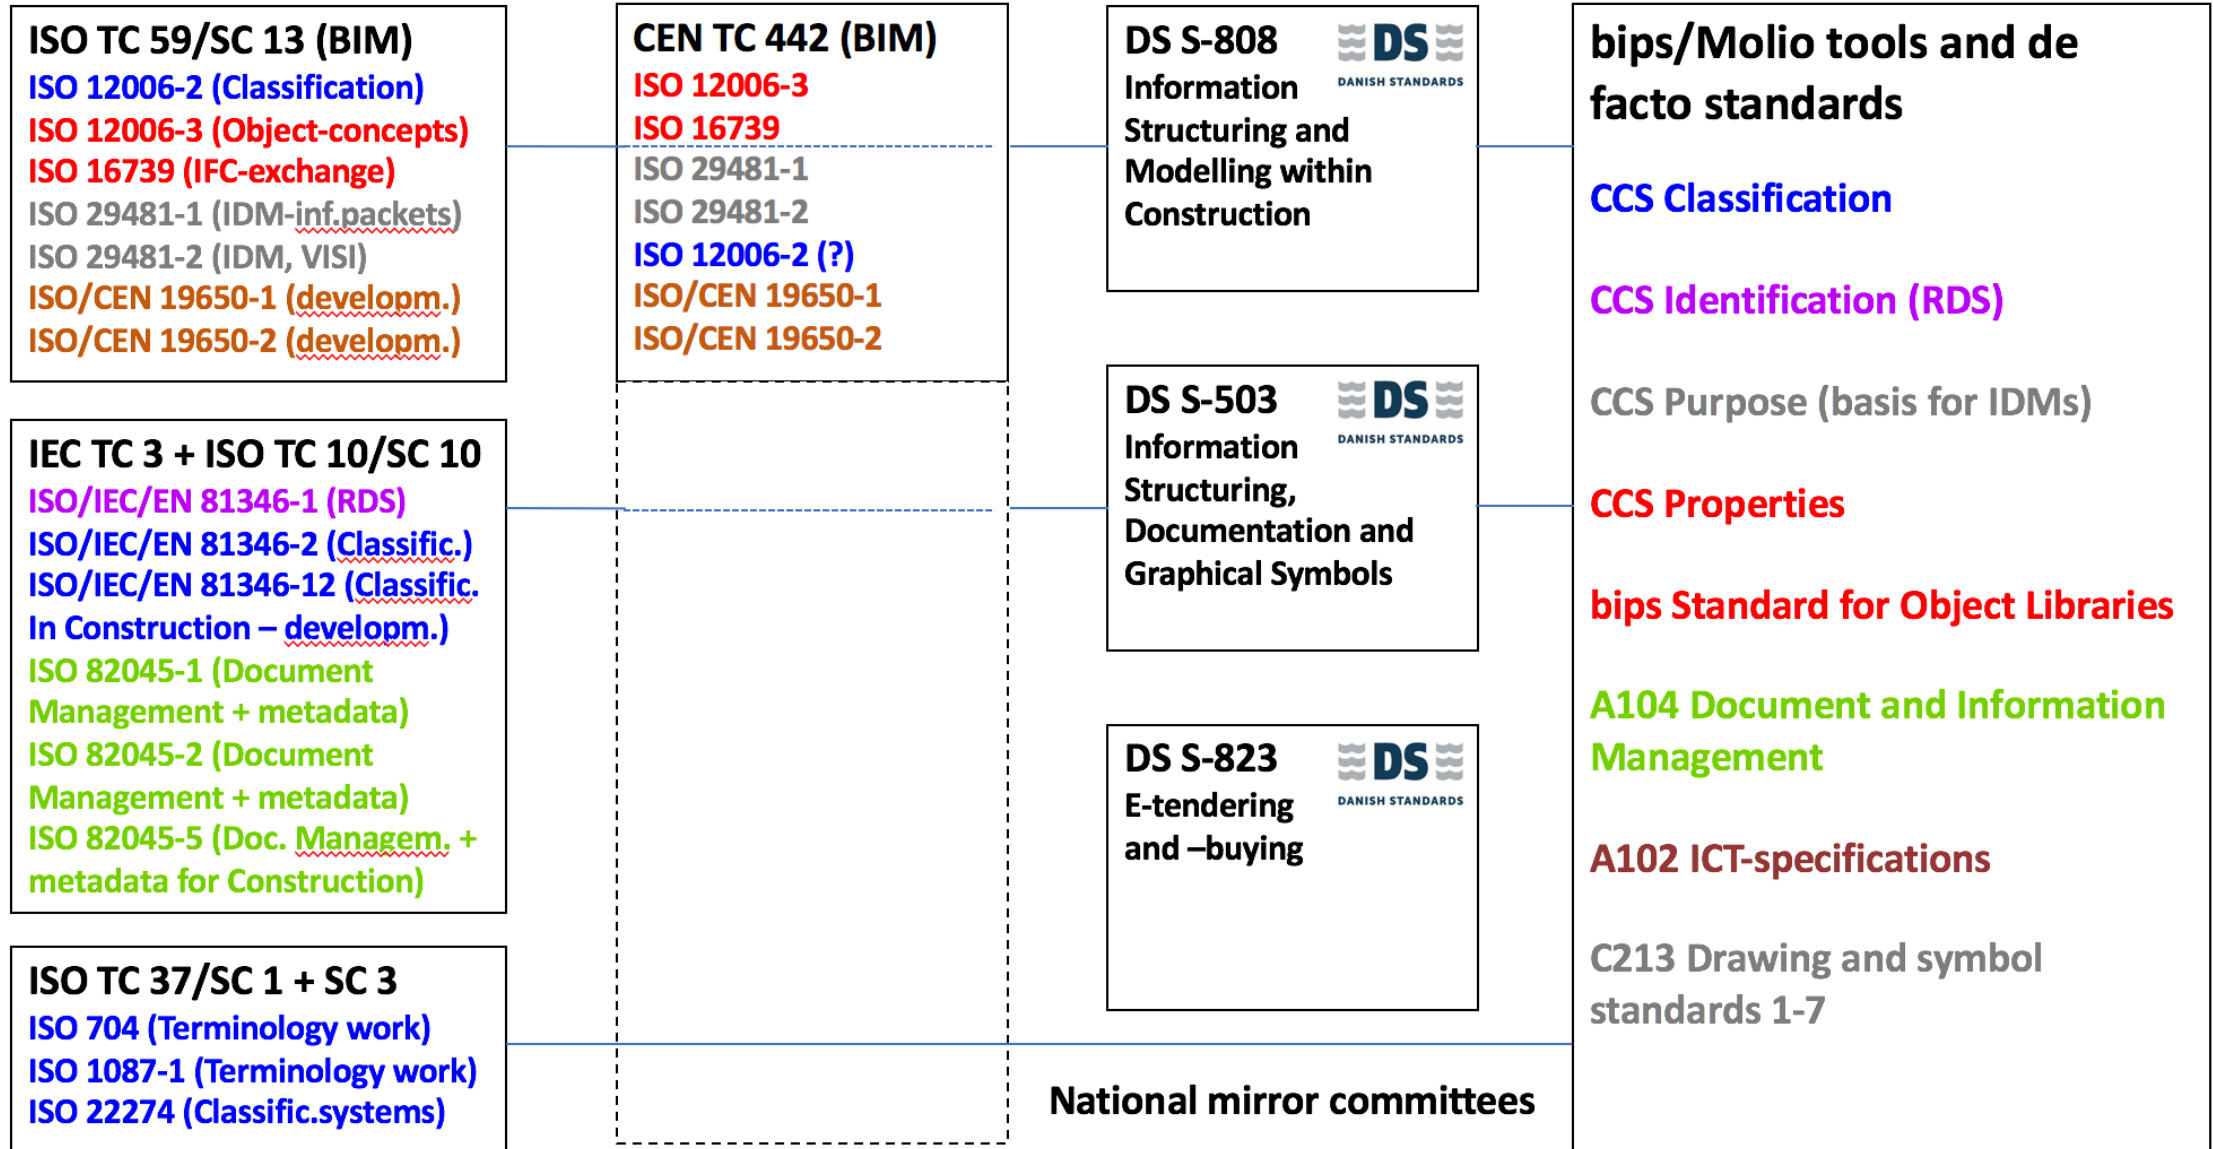 ISO TC 59/SC 13 (BIM)
ISO 12006-2 (Classification)
ISO 12006-3 (Object-concepts)
ISO 16739 (IFC-exchange)
ISO 29481-1 (IDM-inf.packets)
ISO 29481-2 (IDM, VISI)
ISO/CEN 19650-1 (developm.)
ISO/CEN 19650-2 (developm.)
IEC TC 3 + ISO TC 10/SC 10
ISO/IEC/EN 81346-1 (RDS)
ISO/IEC/EN 81346-2 (Classific.)
ISO/IEC/EN 81346-12 (Classific.
In Construction – developm.)
ISO 82045-1 (Document
Management + metadata)
ISO 82045-2 (Document
Management + metadata)
ISO 82045-5 (Doc. Managem. +
metadata for Construction)
ISO TC 37/SC 1 + SC 3
ISO 704 (Terminology work)
ISO 1087-1 (Terminology work)
ISO 22274 (Classific.systems)
CEN TC 442 (BIM)
ISO 12006-3
ISO 16739
ISO 29481-1
ISO 29481-2
ISO 12006-2 (?)
ISO/CEN 19650-1
ISO/CEN 19650-2
DS S-808
DS
DANISH STANDARDS
Information
Structuring and
Modelling within
Construction
DS S-503
DS
DANISH STANDARDS
Information
Structuring,
Documentation and
Graphical Symbols
DS S-823
DS
DANISH STANDARDS
E-tendering
and –buying
National mirror committees
bips/Molio tools and de
facto standards
CCS Classification
CCS Identification (RDS)
CCS Purpose (basis for IDMs)
CCS Properties
bips Standard for Object Libraries
A104 Document and Information
Management
A102 ICT-specifications
C213 Drawing and symbol
standards 1-7